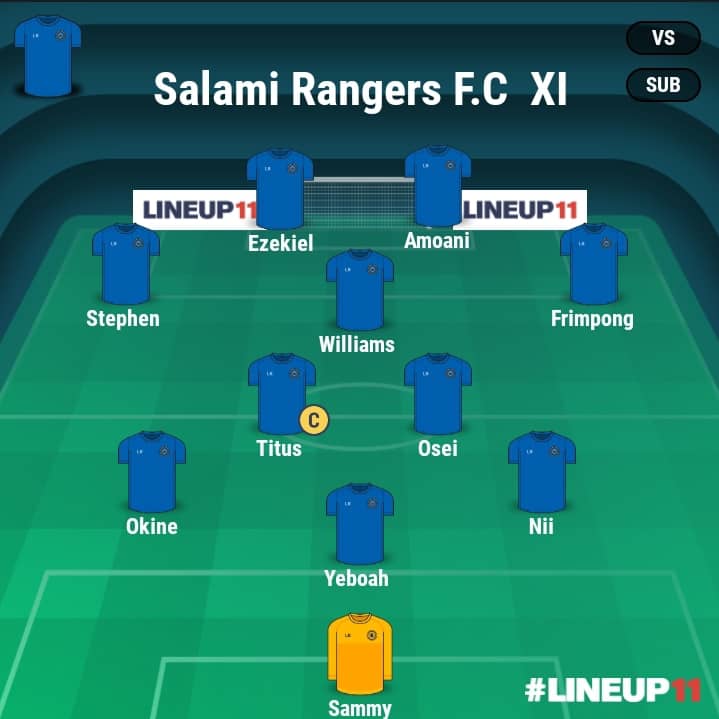 VS
SUB
Salami Rangers F.C XI
LINEUP11
LINEUP11
Ezekiel
Amoani
Stephen
Frimpong
Williams
C
Titus
Osei
Okine
Nii
Yeboah
Sammy
#LINEUP11